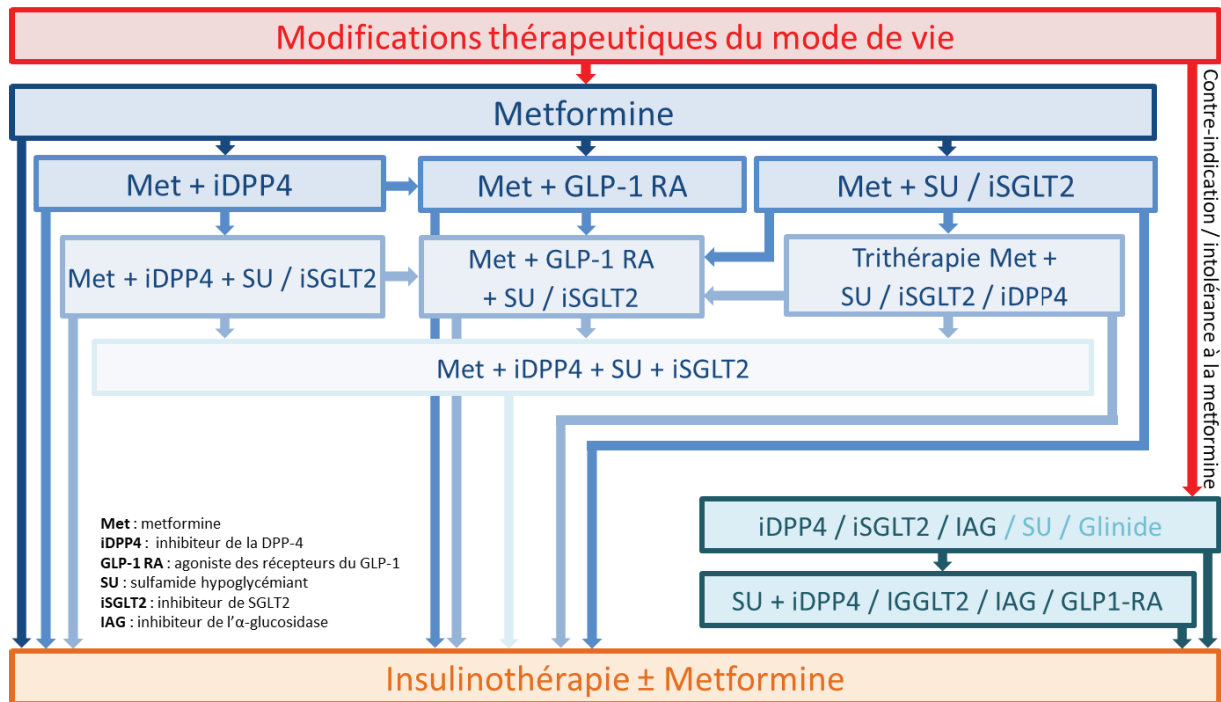 Modifications thérapeutiques du mode de vie
Contre-indication / intolérance à la metformine
Metformine
Met + iDPP4
Met + GLP-1 RA
Met + SU / iSGLT2
Met + iDPP4 + SU / iSGLT2
Met + GLP-1 RA
+ SU / iSGLT2
Trithérapie Met +
SU / iSGLT2 / iDPP4
Met + iDPP4 + SU + iSGLT2
Met : metformine
iDPP4 : inhibiteur de la DPP-4
GLP-1 RA : agoniste des récepteurs du GLP-1
SU : sulfamide hypoglycémiant
iSGLT2 : inhibiteur de SGLT2
IAG : inhibiteur de l'α-glucosidase
iDPP4 / iSGLT2 / IAG / SU / Glinide
SU + iDPP4 / IGGLT2 / IAG / GLP1-RA
Insulinothérapie ± Metformine